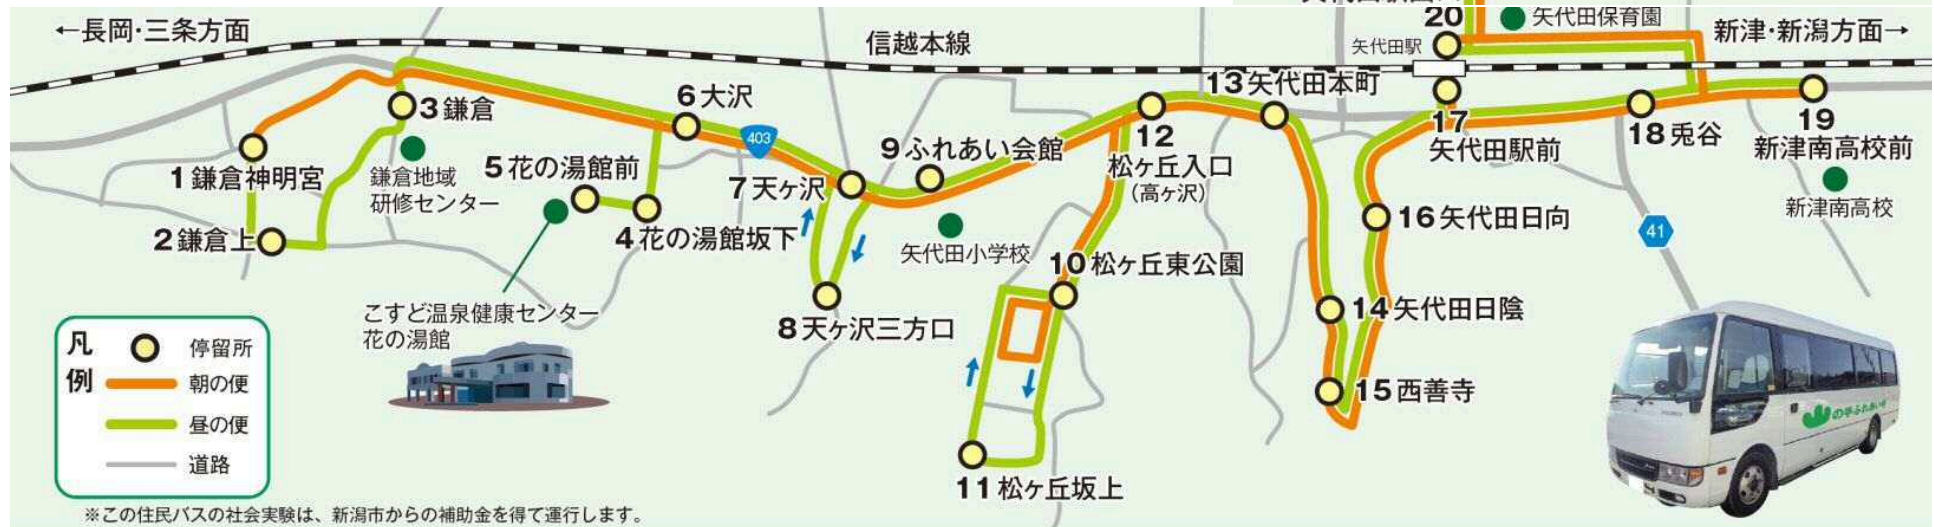 ←長岡・三条方面
信越本線
20
矢代田保育園
矢代田駅
新津・新潟方面→
1 鎌倉神明宮
2 鎌倉上
3 鎌倉
鎌倉地域
研修センター
4 花の湯館坂下
5 花の湯館前
こすど温泉健康センター
花の湯館
6 大沢
403
7 天ヶ沢
8 天ヶ沢三方口
9 ふれあい会館
矢代田小学校
10 松ヶ丘東公園
11 松ヶ丘坂上
12
松ヶ丘入口
(高ヶ沢)
13 矢代田本町
14 矢代田日陰
15 西善寺
16 矢代田日向
17
矢代田駅前
18 兎谷
41
19
新津南高校前
新津南高校
凡例
停留所
朝の便
昼の便
道路
※この住民バスの社会実験は、新潟市からの補助金を得て運行します。